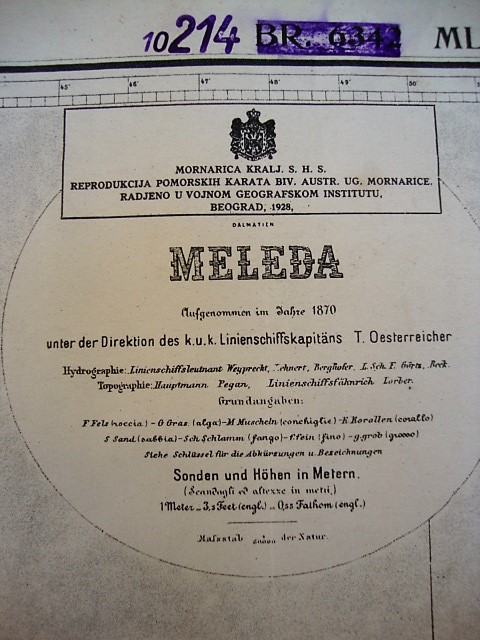 10214 BR. 6342 ML
45' 46' 47' 48' 49' 50'
MORNARICA KRALJ. S. H. S.
REPRODUKCIJA POMORSKIH KARATA BIV. AUSTR. UG. MORNARICE.
RADJENO U VOJNOM GEOGRAFSKOM INSTITUTU,
BEOGRAD, 1928,
DALMATIEN
MELEDA
Aufgenommen im Jahre 1870
unter der Direktion des k.u.k. Linienschiffskapitäns T. Oesterreicher
Hydrographie: Linienschiffsleutnant Weyprecht, Lehnert, Berghofer, L. Sch. F. Görtz, Beck.
Topographie: Hauptmann Pegan, Linienschiffsfähnrich Lorber.
Grundangaben:
F Fels (roccia) - G Gras (alga) - M Muscheln (conchiglie) - K Korallen (corallo)
S Sand (sabbia) - Sch Schlamm (fango) - f fein (fino) - g grob (grosso)
Siehe Schlüssel für die Abkürzungen u. Bezeichnungen
Sonden und Höhen in Metern.
(Scandagli ed altezze in metri,)
1 Meter = 3,3 Feet (engl.) = 0,55 Fathom (engl.)
Massstab der Natur.